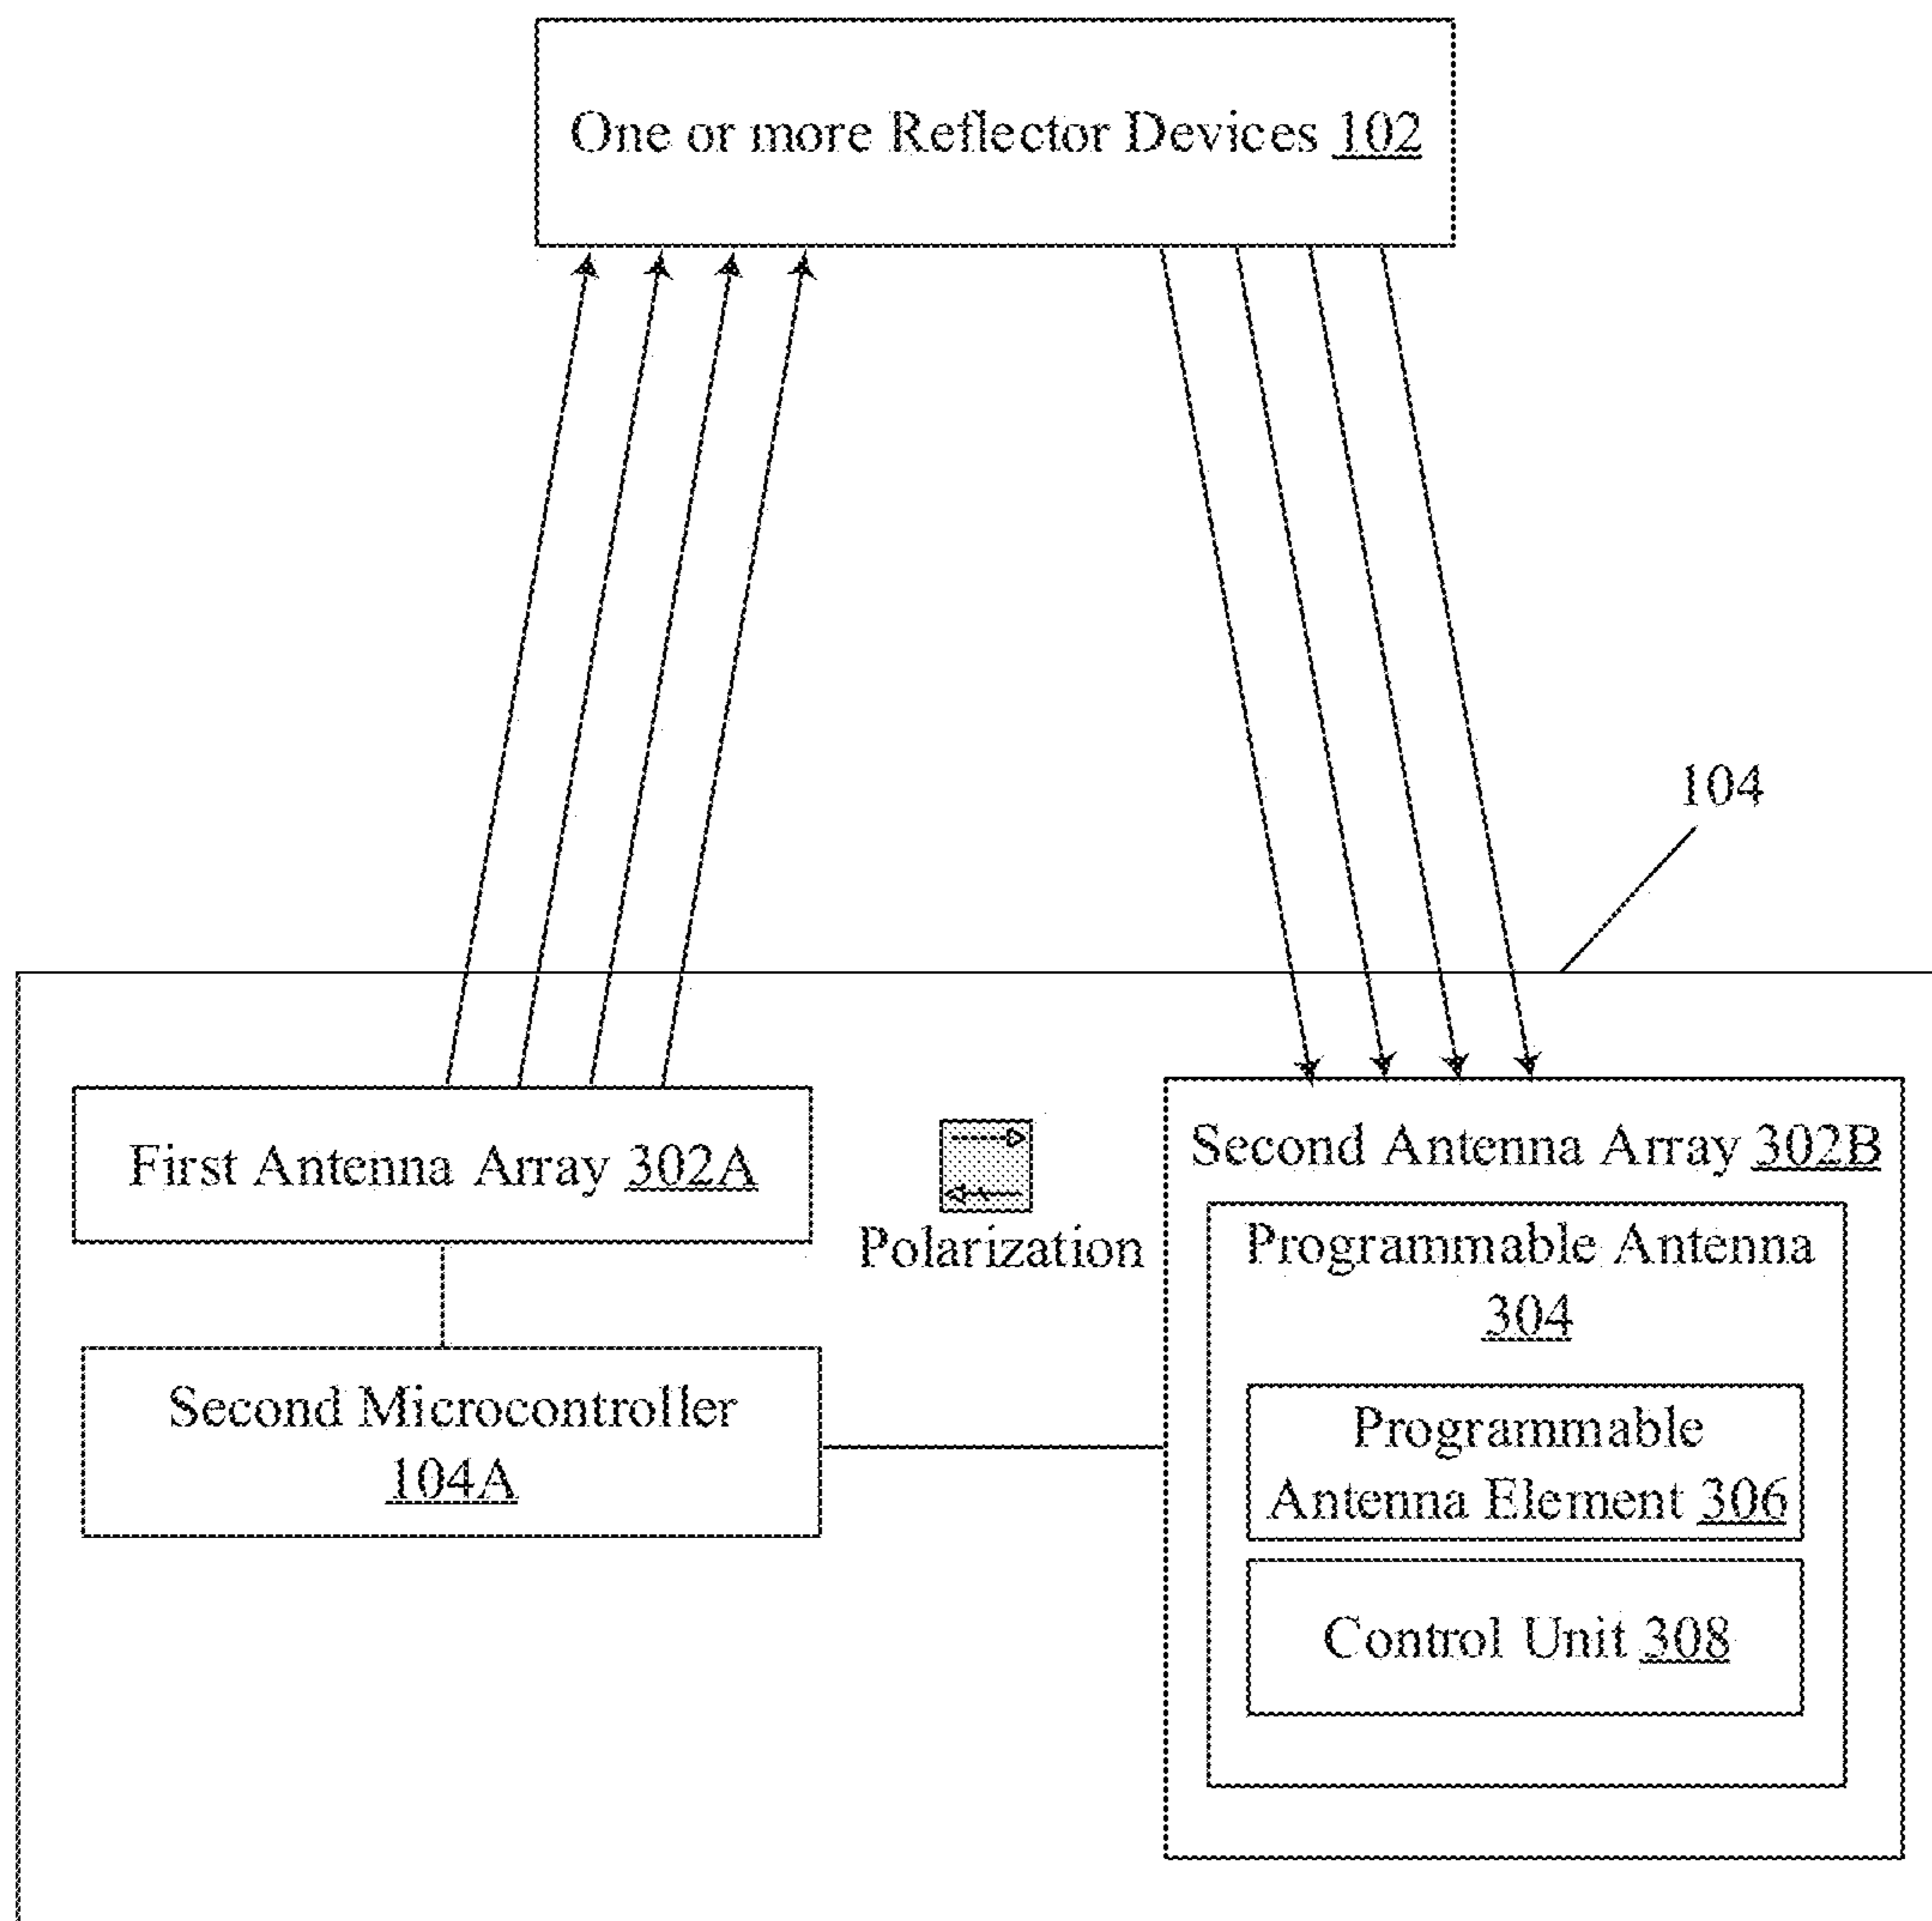 One or more Reflector Devices 102
104
First Antenna Array 302A
Polarization
Second Antenna Array 302B
Programmable Antenna
304
Second Microcontroller
104A
Programmable
Antenna Element 306
Control Unit 308